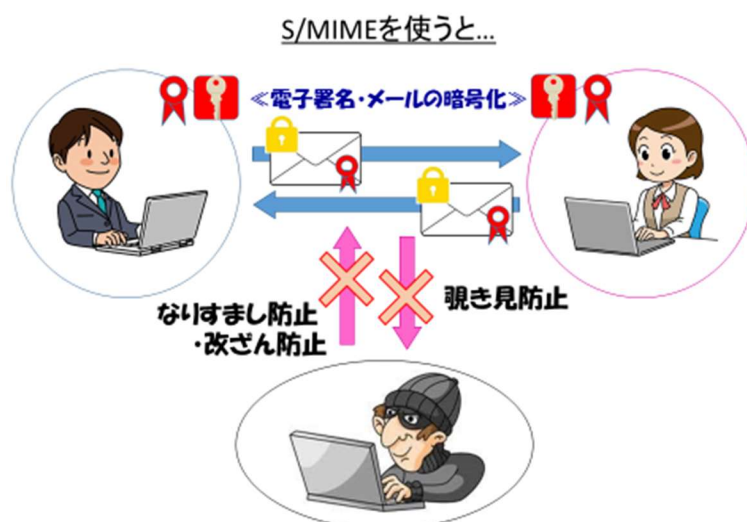 S/MIMEを使うと...
≪電子署名・メールの暗号化≫
なりすまし防止
・改ざん防止
覗き見防止